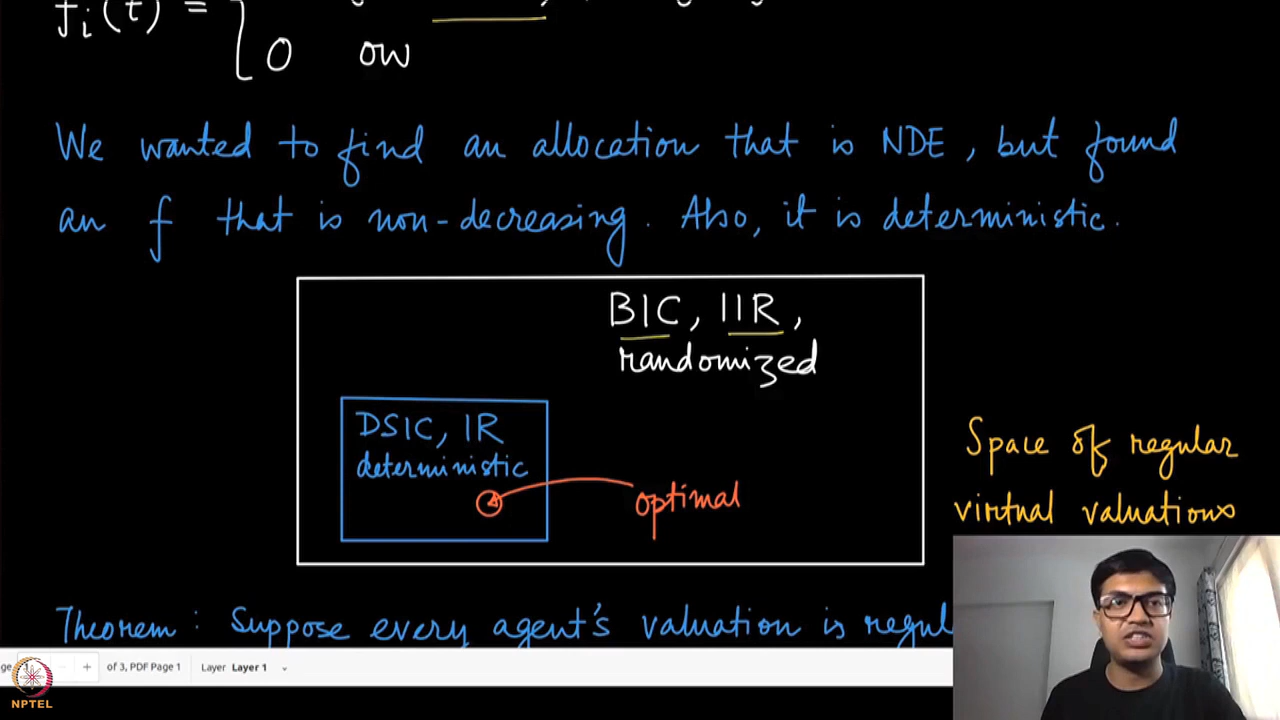 f_i(t) = {
0 ow
We wanted to find an allocation that is NDE, but found
an f that is non-decreasing. Also, it is deterministic.
BIC, IIR,
randomized
DSIC, IR
deterministic
optimal
Space of regular
virtual valuations
Theorem: Suppose every agent's valuation is regul
ge of 3, PDF Page 1 Layer Layer 1
NPTEL